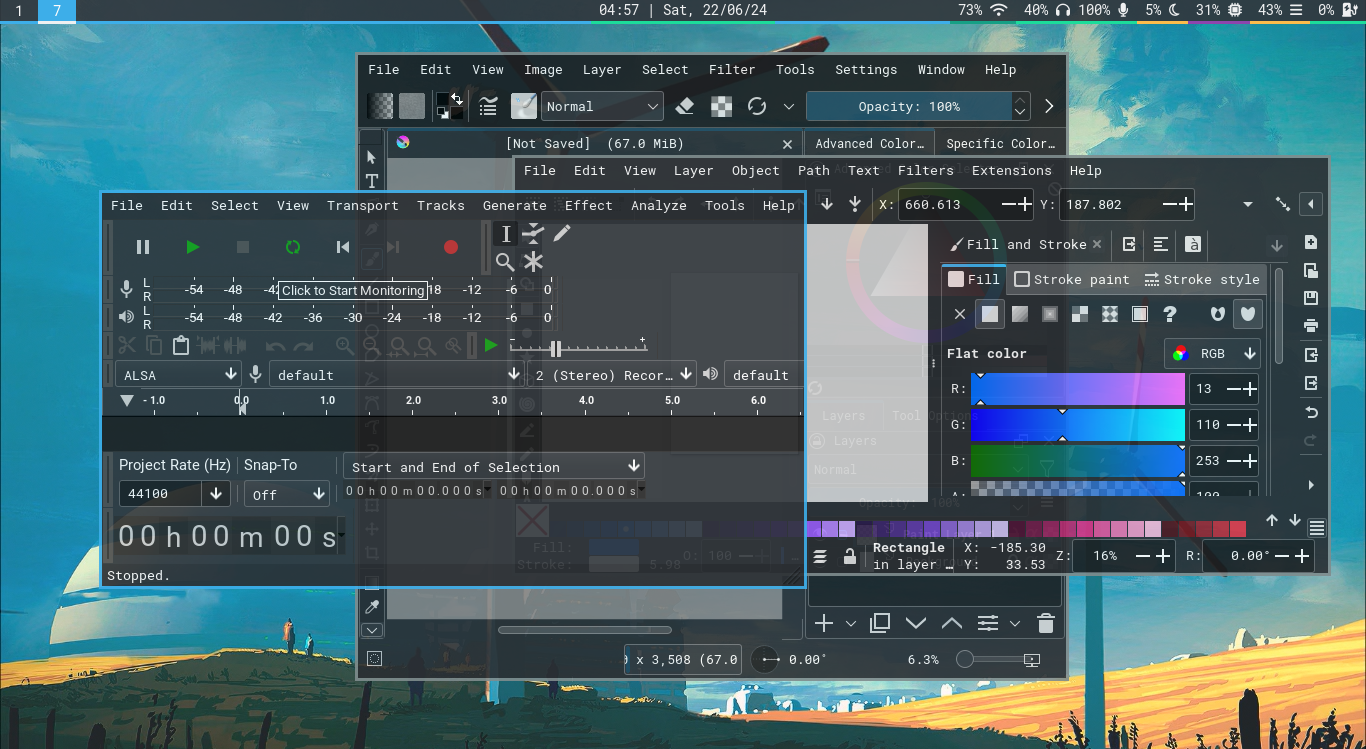 1 7 04:57 | Sat, 22/06/24 73% 40% 100% 5% 31% 43% 0%
File Edit View Image Layer Select Filter Tools Settings Window Help
Normal Opacity: 100%
[Not Saved] (67.0 MiB) Advanced Color… Specific Color…
File Edit View Layer Object Path Text Filters Extensions Help
X: 660.613 Y: 187.802
Fill and Stroke
Fill Stroke paint Stroke style
Flat color RGB
R: 13
G: 110
B: 253
Layers Tool Options
Layers
Normal
Opacity: 100%
Fill: O: 100
Stroke: 5.98
Rectangle X: -185.30 Z: 16% R: 0.00°
in layer … Y: 33.53
File Edit Select View Transport Tracks Generate Effect Analyze Tools Help
L
R
-54 -48 -42 Click to Start Monitoring 18 -12 -6 0
L
R
-54 -48 -42 -36 -30 -24 -18 -12 -6 0
ALSA default 2 (Stereo) Recor… default
- 1.0 0.0 1.0 2.0 3.0 4.0 5.0 6.0
Project Rate (Hz) Snap-To Start and End of Selection
44100 Off 00 h 00 m 00.000 s 00 h 00 m 00.000 s
00 h 00 m 00 s
Stopped.
x 3,508 (67.0 0.00° 6.3%